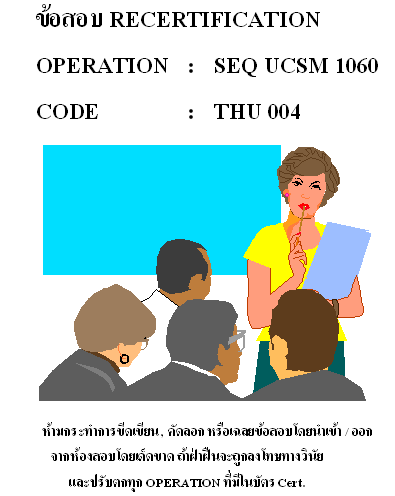 ข้อสอบ RECERTIFICATION
OPERATION : SEQ UCSM 1060
CODE : THU 004
ห้ามกระทำการขีดเขียน, คัดลอก หรือเฉลยข้อสอบโดยนำเข้า / ออก
จากห้องสอบโดยเด็ดขาด ถ้าฝ่าฝืนจะถูกลงโทษทางวินัย
และปรับตกทุก OPERATION ที่มีในบัตร Cert.